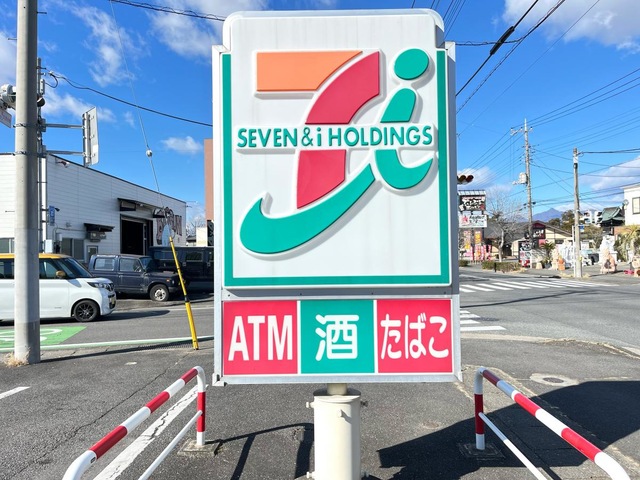 SEVEN & i HOLDINGS
ATM 酒 たばこ